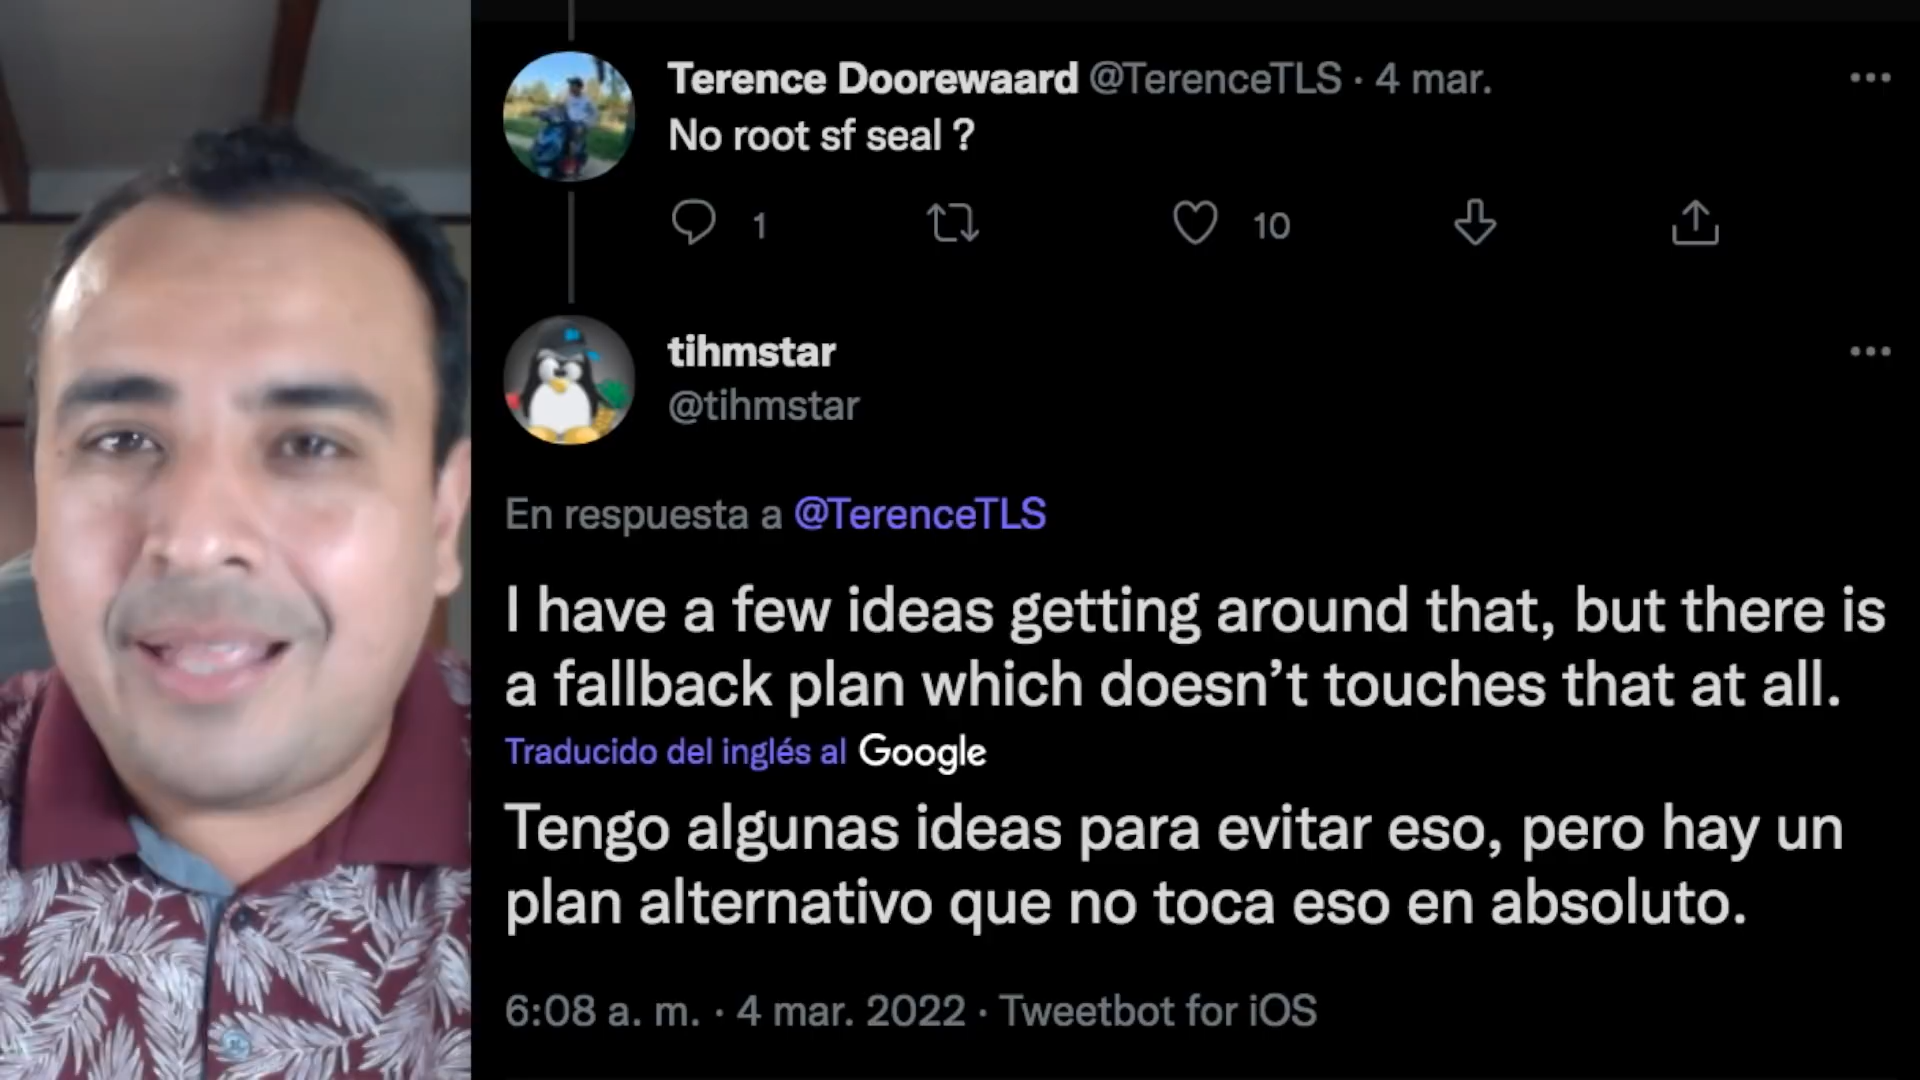 Terence Doorewaard @TerenceTLS · 4 mar.
No root sf seal ?
1
10
tihmstar
@tihmstar
En respuesta a @TerenceTLS
I have a few ideas getting around that, but there is
a fallback plan which doesn’t touches that at all.
Traducido del inglés al Google
Tengo algunas ideas para evitar eso, pero hay un
plan alternativo que no toca eso en absoluto.
6:08 a. m. · 4 mar. 2022 · Tweetbot for iOS